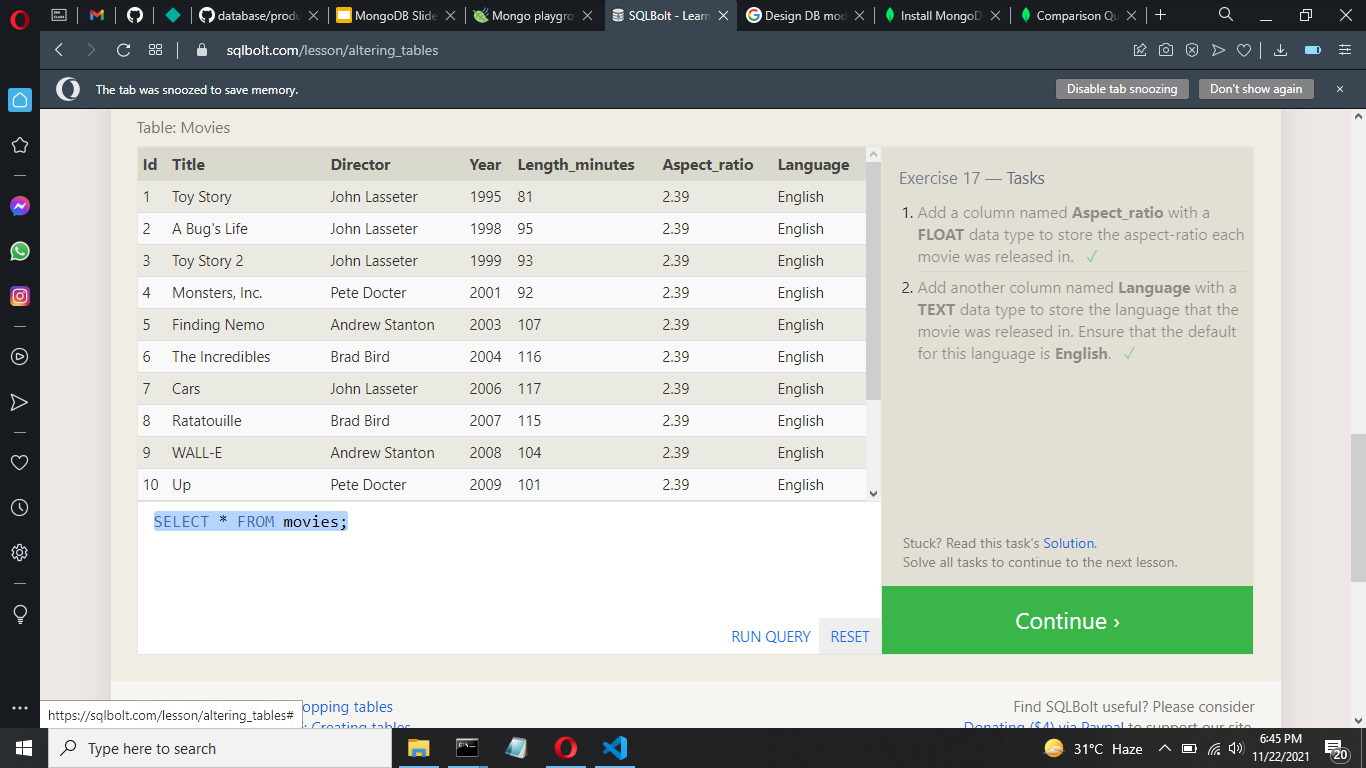 database/produ
MongoDB Slide
Mongo playgro
SQLBolt - Learn
Design DB mod
Install MongoD
Comparison Qu
sqlbolt.com/lesson/altering_tables
The tab was snoozed to save memory.
Disable tab snoozing
Don't show again
Table: Movies
Id Title Director Year Length_minutes Aspect_ratio Language
1 Toy Story John Lasseter 1995 81 2.39 English
2 A Bug's Life John Lasseter 1998 95 2.39 English
3 Toy Story 2 John Lasseter 1999 93 2.39 English
4 Monsters, Inc. Pete Docter 2001 92 2.39 English
5 Finding Nemo Andrew Stanton 2003 107 2.39 English
6 The Incredibles Brad Bird 2004 116 2.39 English
7 Cars John Lasseter 2006 117 2.39 English
8 Ratatouille Brad Bird 2007 115 2.39 English
9 WALL-E Andrew Stanton 2008 104 2.39 English
10 Up Pete Docter 2009 101 2.39 English
SELECT * FROM movies;
RUN QUERY
RESET
Exercise 17 — Tasks
1. Add a column named Aspect_ratio with a
FLOAT data type to store the aspect-ratio each
movie was released in. ✓
2. Add another column named Language with a
TEXT data type to store the language that the
movie was released in. Ensure that the default
for this language is English. ✓
Stuck? Read this task's Solution.
Solve all tasks to continue to the next lesson.
Continue ›
opping tables
: Creating tables
Find SQLBolt useful? Please consider
Donating ($4) via Paypal to support our site.
https://sqlbolt.com/lesson/altering_tables#
Type here to search
31°C Haze
6:45 PM
11/22/2021
20